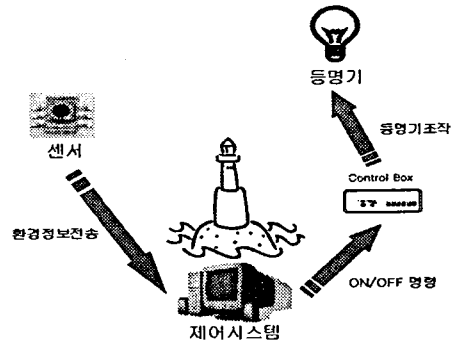 등명기
센서
등명기조작
Control Box
환경정보전송
ON/OFF 명령
제어시스템